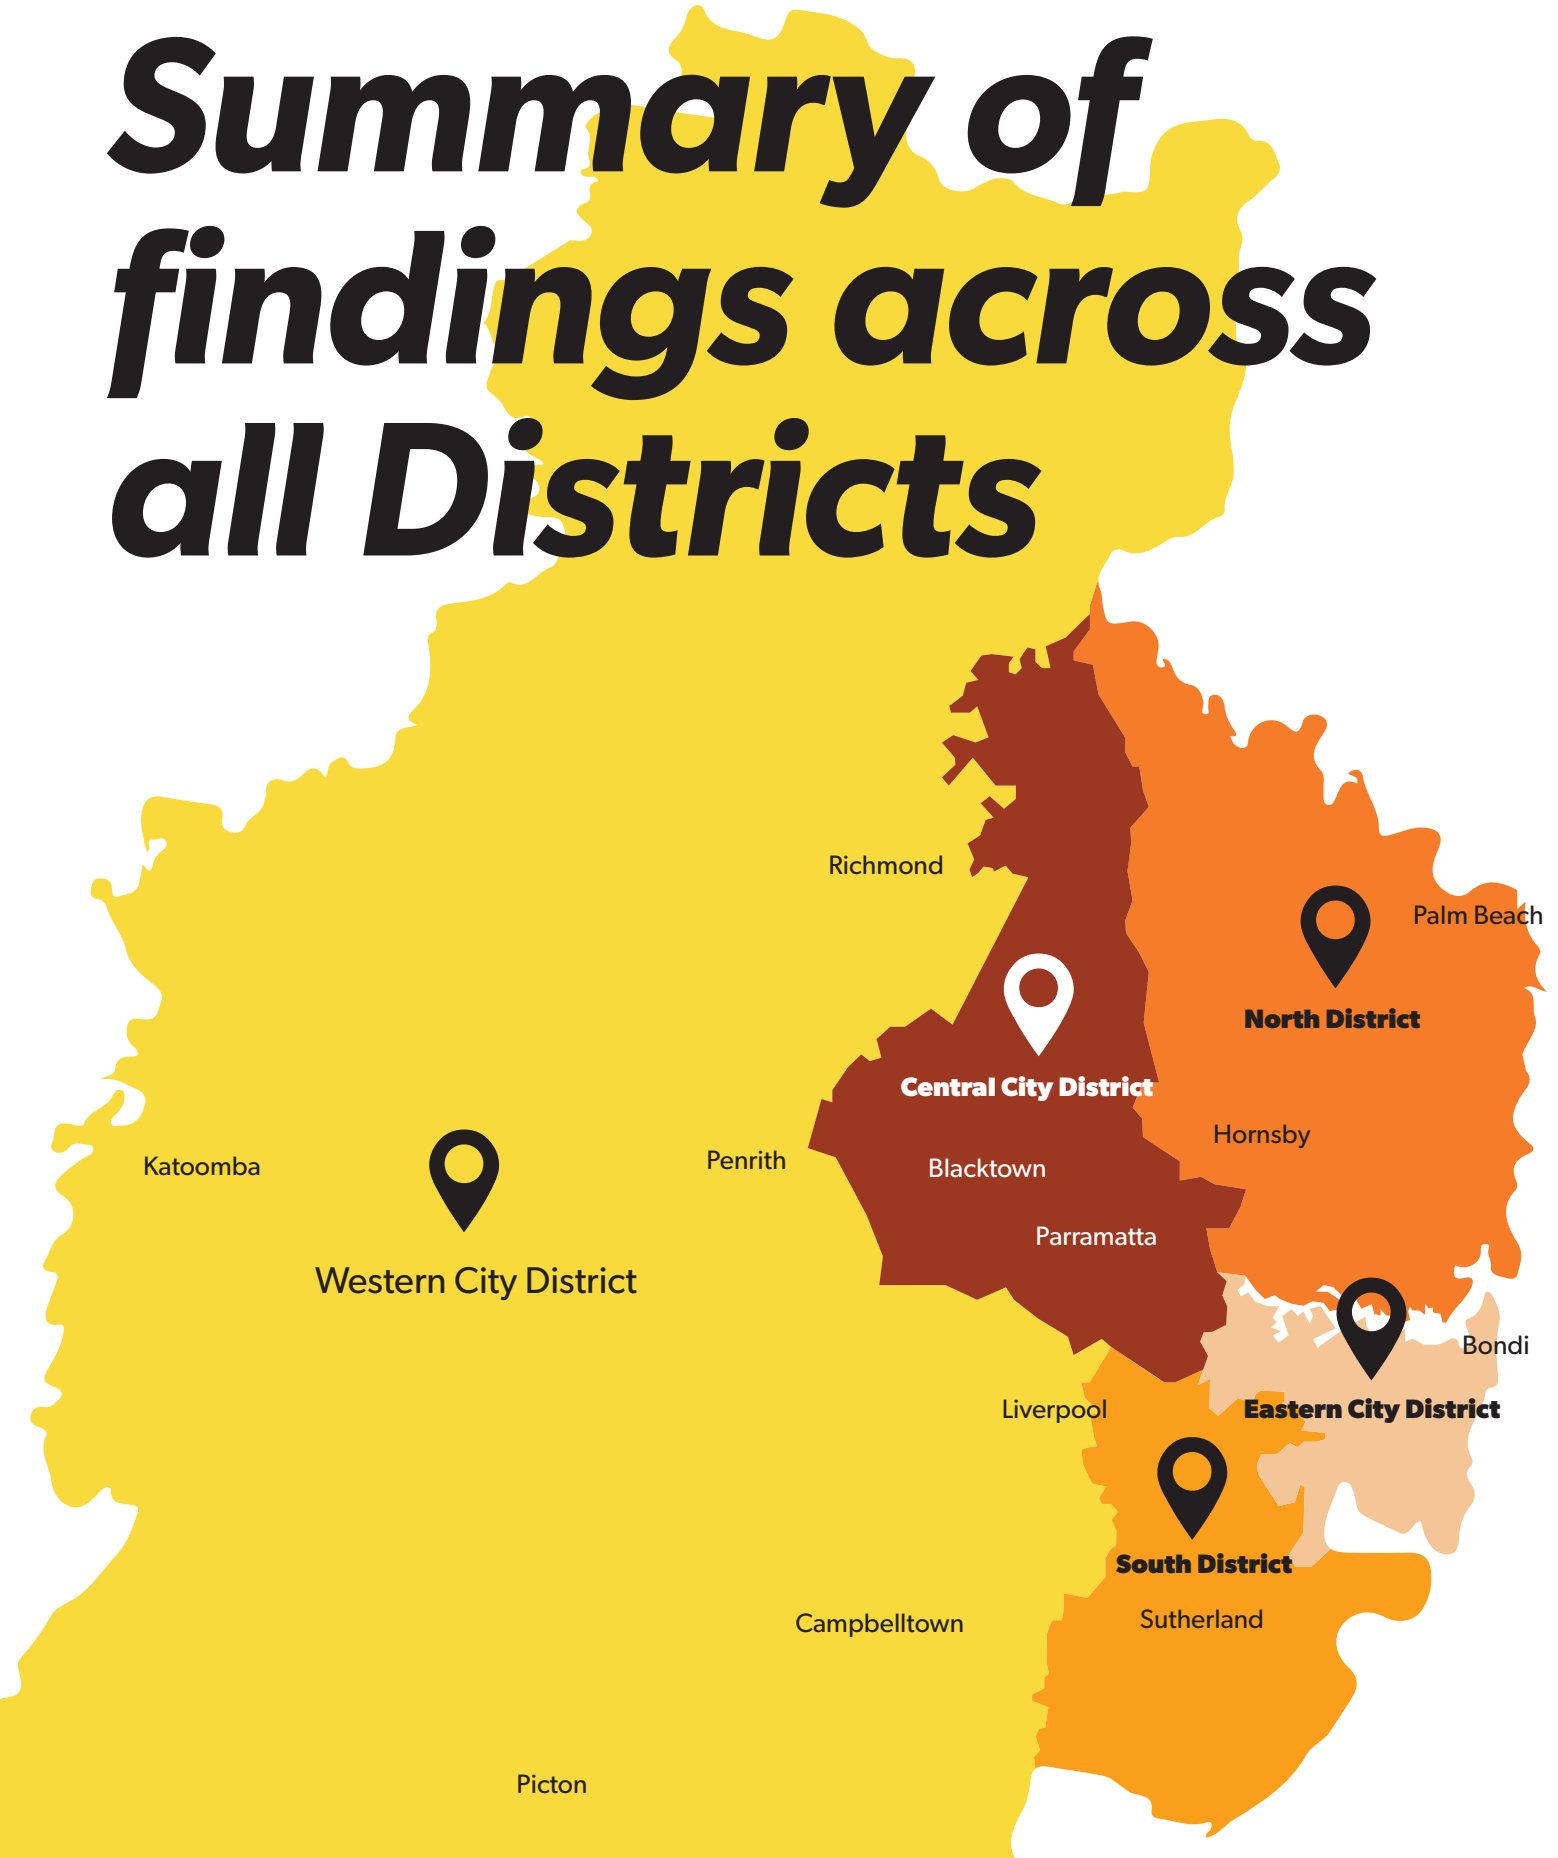 Summary of
findings across
all Districts
Richmond
Palm Beach
North District
Central City District
Hornsby
Katoomba
Penrith
Blacktown
Parramatta
Western City District
Bondi
Liverpool
Eastern City District
South District
Campbelltown
Sutherland
Picton